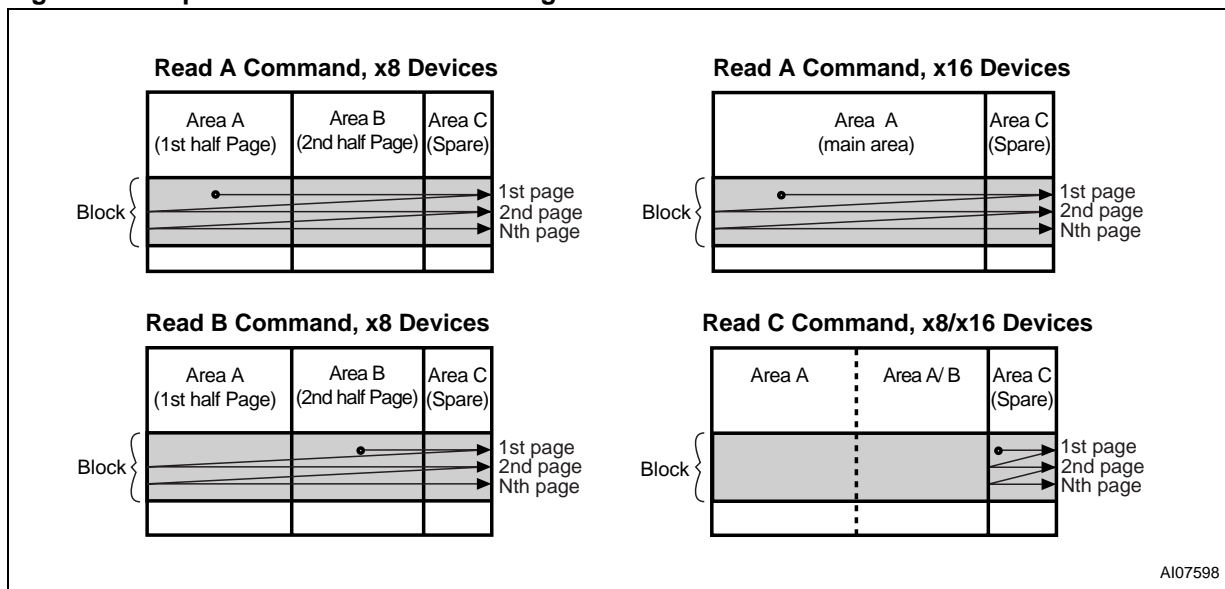 Read A Command, x8 Devices
Area A
(1st half Page)
Area B
(2nd half Page)
Area C
(Spare)
Block
1st page
2nd page
Nth page
Read A Command, x16 Devices
Area A
(main area)
Area C
(Spare)
Block
1st page
2nd page
Nth page
Read B Command, x8 Devices
Area A
(1st half Page)
Area B
(2nd half Page)
Area C
(Spare)
Block
1st page
2nd page
Nth page
Read C Command, x8/x16 Devices
Area A
Area A/ B
Area C
(Spare)
Block
1st page
2nd page
Nth page
AI07598